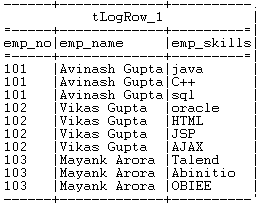 tLogRow_1
emp_no|emp_name|emp_skills
101|Avinash Gupta|java
101|Avinash Gupta|C++
101|Avinash Gupta|sql
102|Vikas Gupta|oracle
102|Vikas Gupta|HTML
102|Vikas Gupta|JSP
102|Vikas Gupta|AJAX
103|Mayank Arora|Talend
103|Mayank Arora|Abinitio
103|Mayank Arora|OBIEE